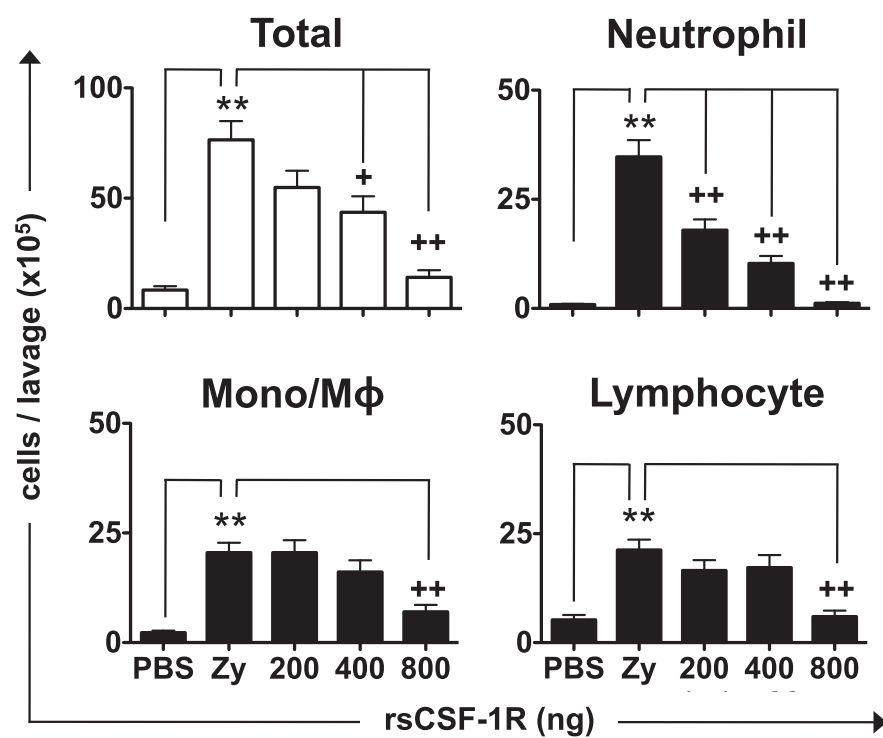 Total
Neutrophil
100
50
0
**
+
++
50
25
0
**
++
++
++
Mono/Mϕ
Lymphocyte
50
25
0
**
++
50
25
0
**
++
PBS Zy 200 400 800
PBS Zy 200 400 800
cells / lavage (x10⁵)
rsCSF-1R (ng)